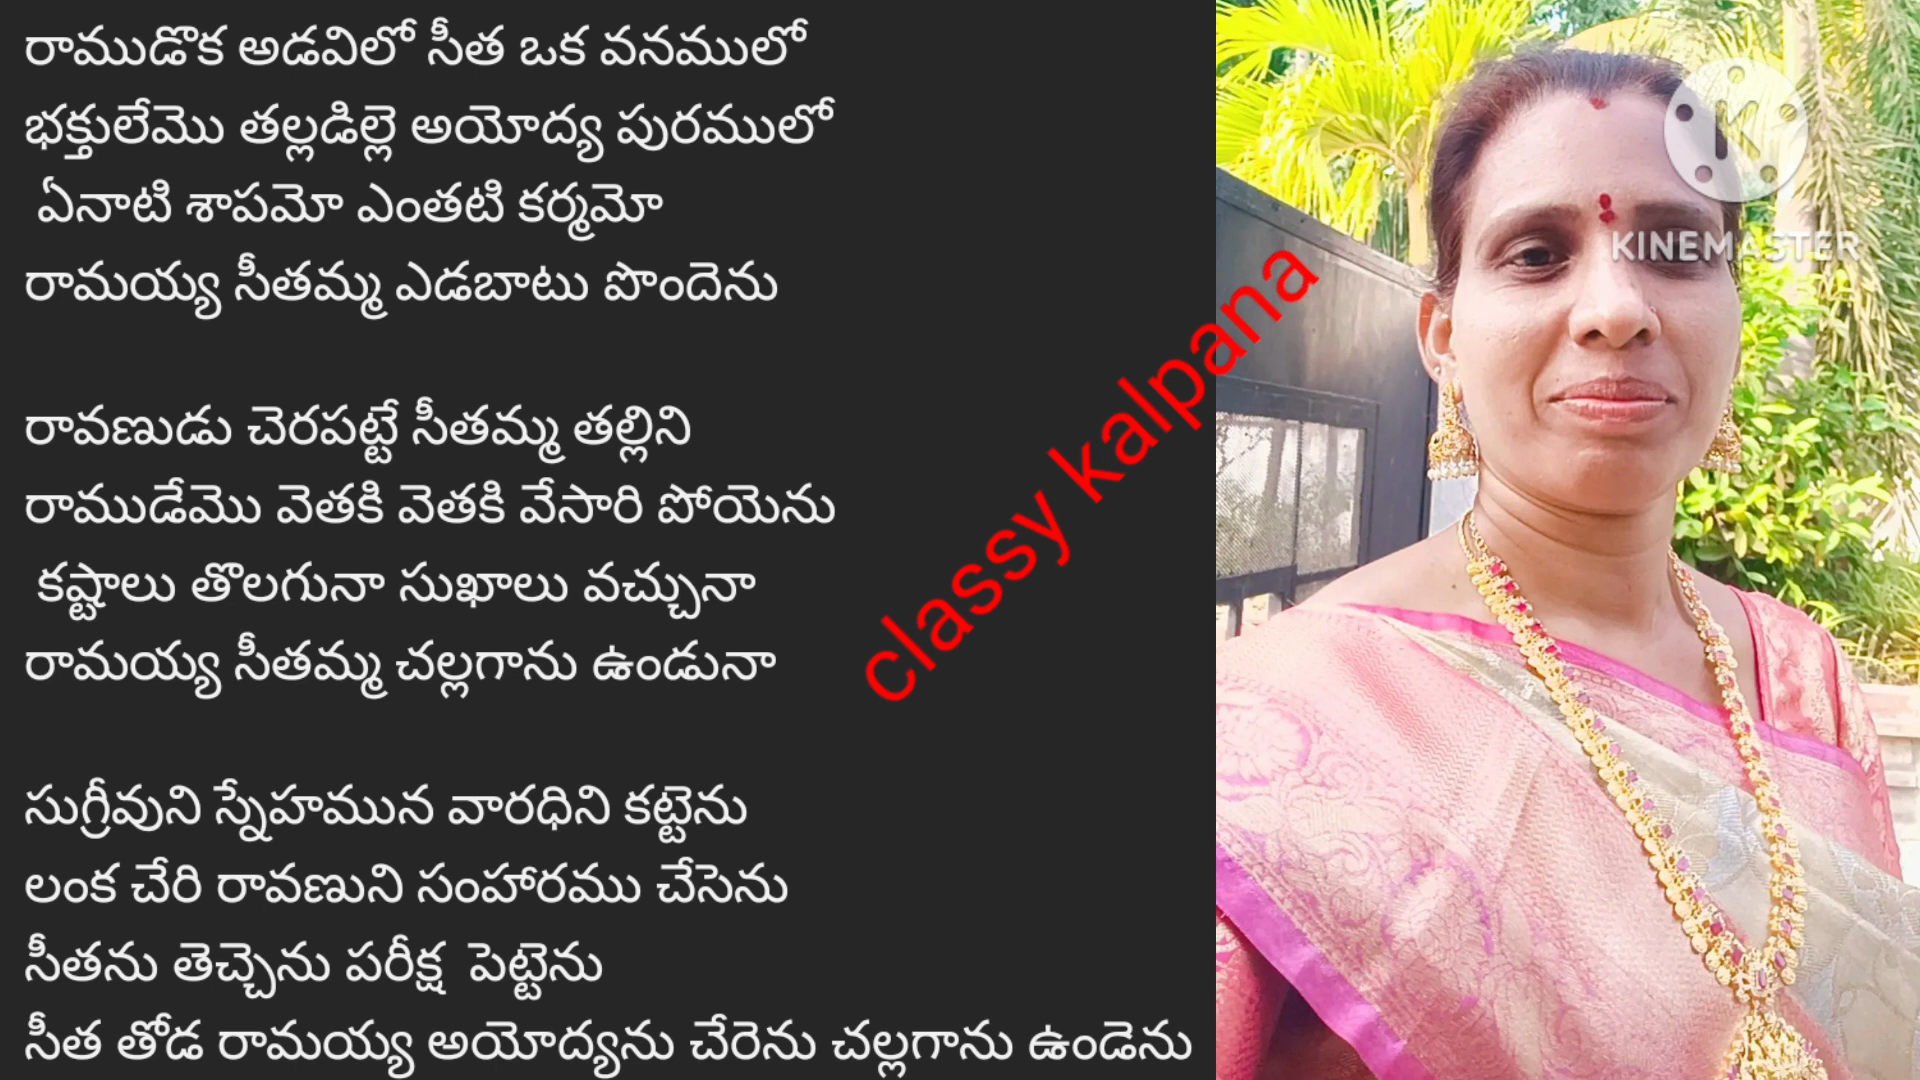 రాముడొక అడవిలో సీత ఒక వనములో
భక్తులేమొ తల్లడిల్లె అయోద్య పురములో
ఏనాటి శాపమో ఎంతటి కర్మమో
రామయ్య సీతమ్మ ఎడబాటు పొందెను
రావణుడు చెరపట్టే సీతమ్మ తల్లిని
రాముడేమొ వెతకి వెతకి వేసారి పోయెను
కష్టాలు తొలగునా సుఖాలు వచ్చునా
రామయ్య సీతమ్మ చల్లగాను ఉండునా
సుగ్రీవుని స్నేహమున వారధిని కట్టెను
లంక చేరి రావణుని సంహారము చేసెను
సీతను తెచ్చెను పరీక్ష పెట్టెను
సీత తోడ రామయ్య అయోద్యను చేరెను చల్లగాను ఉండెను
classy kalpana
K
KINEMASTER